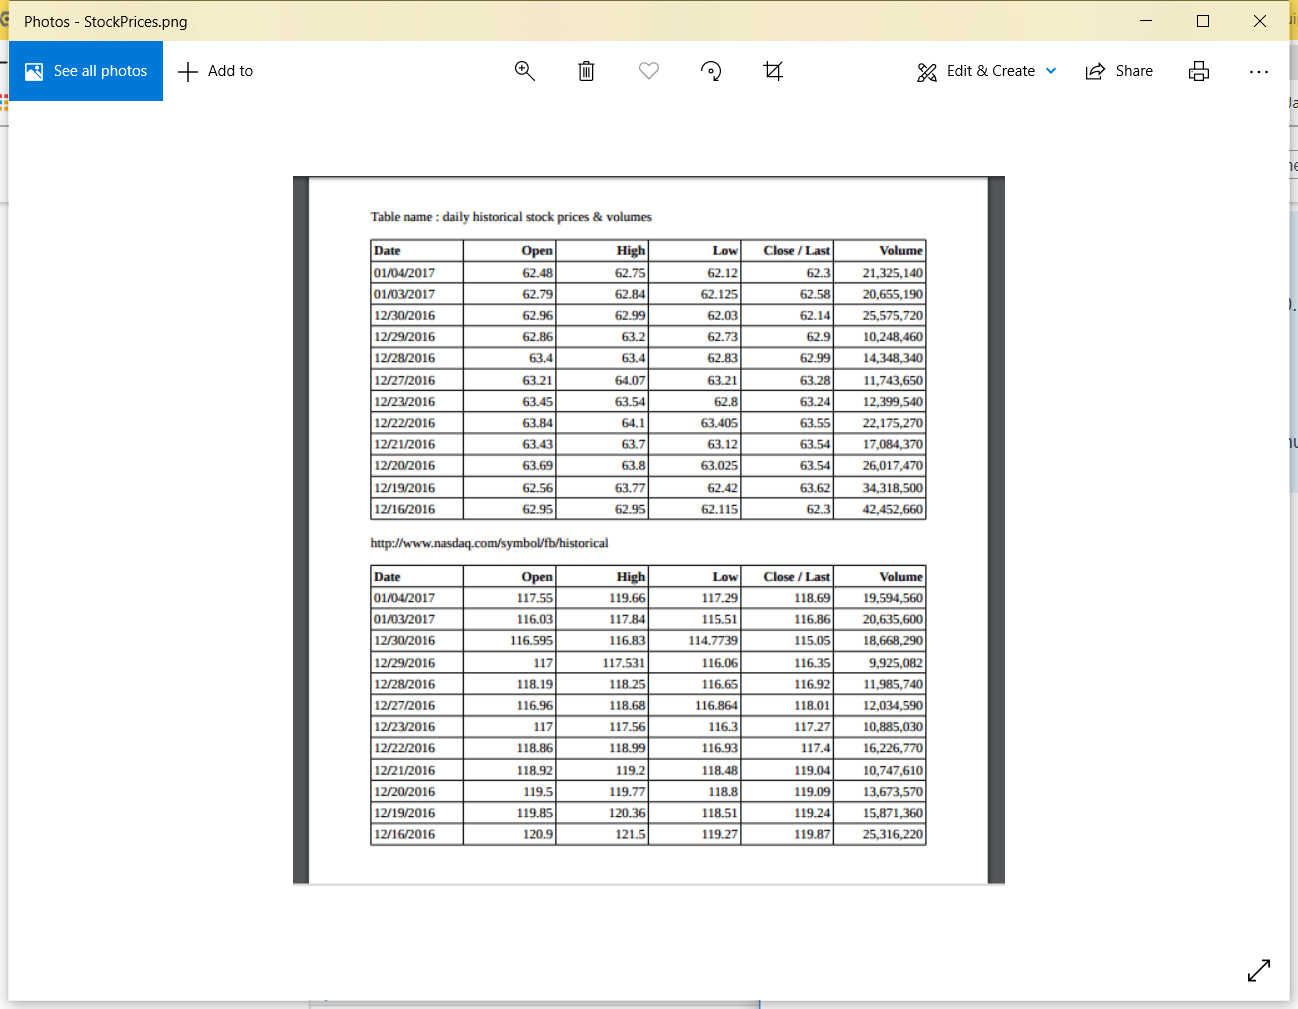 Photos - StockPrices.png
See all photos
Add to
Edit & Create
Share
Table name : daily historical stock prices & volumes
Date Open High Low Close / Last Volume
01/04/2017 62.48 62.75 62.12 62.3 21,325,140
01/03/2017 62.79 62.84 62.125 62.58 20,655,190
12/30/2016 62.96 62.99 62.03 62.14 25,575,720
12/29/2016 62.86 63.2 62.73 62.9 10,248,460
12/28/2016 63.4 63.4 62.83 62.99 14,348,340
12/27/2016 63.21 64.07 63.21 63.28 11,743,650
12/23/2016 63.45 63.54 62.8 63.24 12,399,540
12/22/2016 63.84 64.1 63.405 63.55 22,175,270
12/21/2016 63.43 63.7 63.12 63.54 17,084,370
12/20/2016 63.69 63.8 63.025 63.54 26,017,470
12/19/2016 62.56 63.77 62.42 63.62 34,318,500
12/16/2016 62.95 62.95 62.115 62.3 42,452,660
http://www.nasdaq.com/symbol/fb/historical
Date Open High Low Close / Last Volume
01/04/2017 117.55 119.66 117.29 118.69 19,594,560
01/03/2017 116.03 117.84 115.51 116.86 20,635,600
12/30/2016 116.595 116.83 114.7739 115.05 18,668,290
12/29/2016 117 117.531 116.06 116.35 9,925,082
12/28/2016 118.19 118.25 116.65 116.92 11,985,740
12/27/2016 116.96 118.68 116.864 118.01 12,034,590
12/23/2016 117 117.56 116.3 117.27 10,885,030
12/22/2016 118.86 118.99 116.93 117.4 16,226,770
12/21/2016 118.92 119.2 118.48 119.04 10,747,610
12/20/2016 119.5 119.77 118.8 119.09 13,673,570
12/19/2016 119.85 120.36 118.51 119.24 15,871,360
12/16/2016 120.9 121.5 119.27 119.87 25,316,220